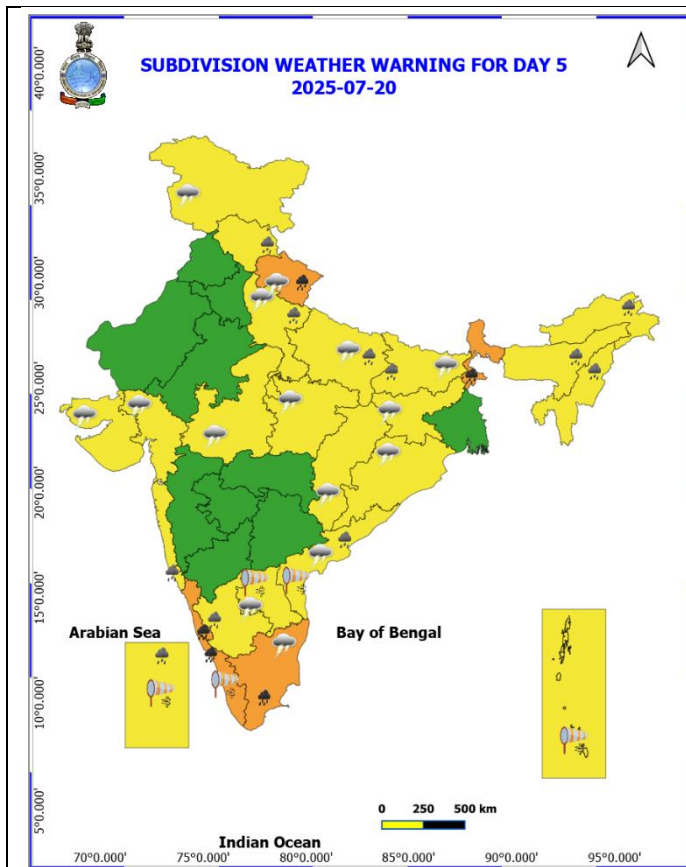 SUBDIVISION WEATHER WARNING FOR DAY 5
2025-07-20
40°0.000'
35°0.000'
30°0.000'
25°0.000'
20°0.000'
15°0.000'
10°0.000'
5°0.000'
Arabian Sea
Bay of Bengal
0 250 500 km
Indian Ocean
70°0.000' 75°0.000' 80°0.000' 85°0.000' 90°0.000' 95°0.000'